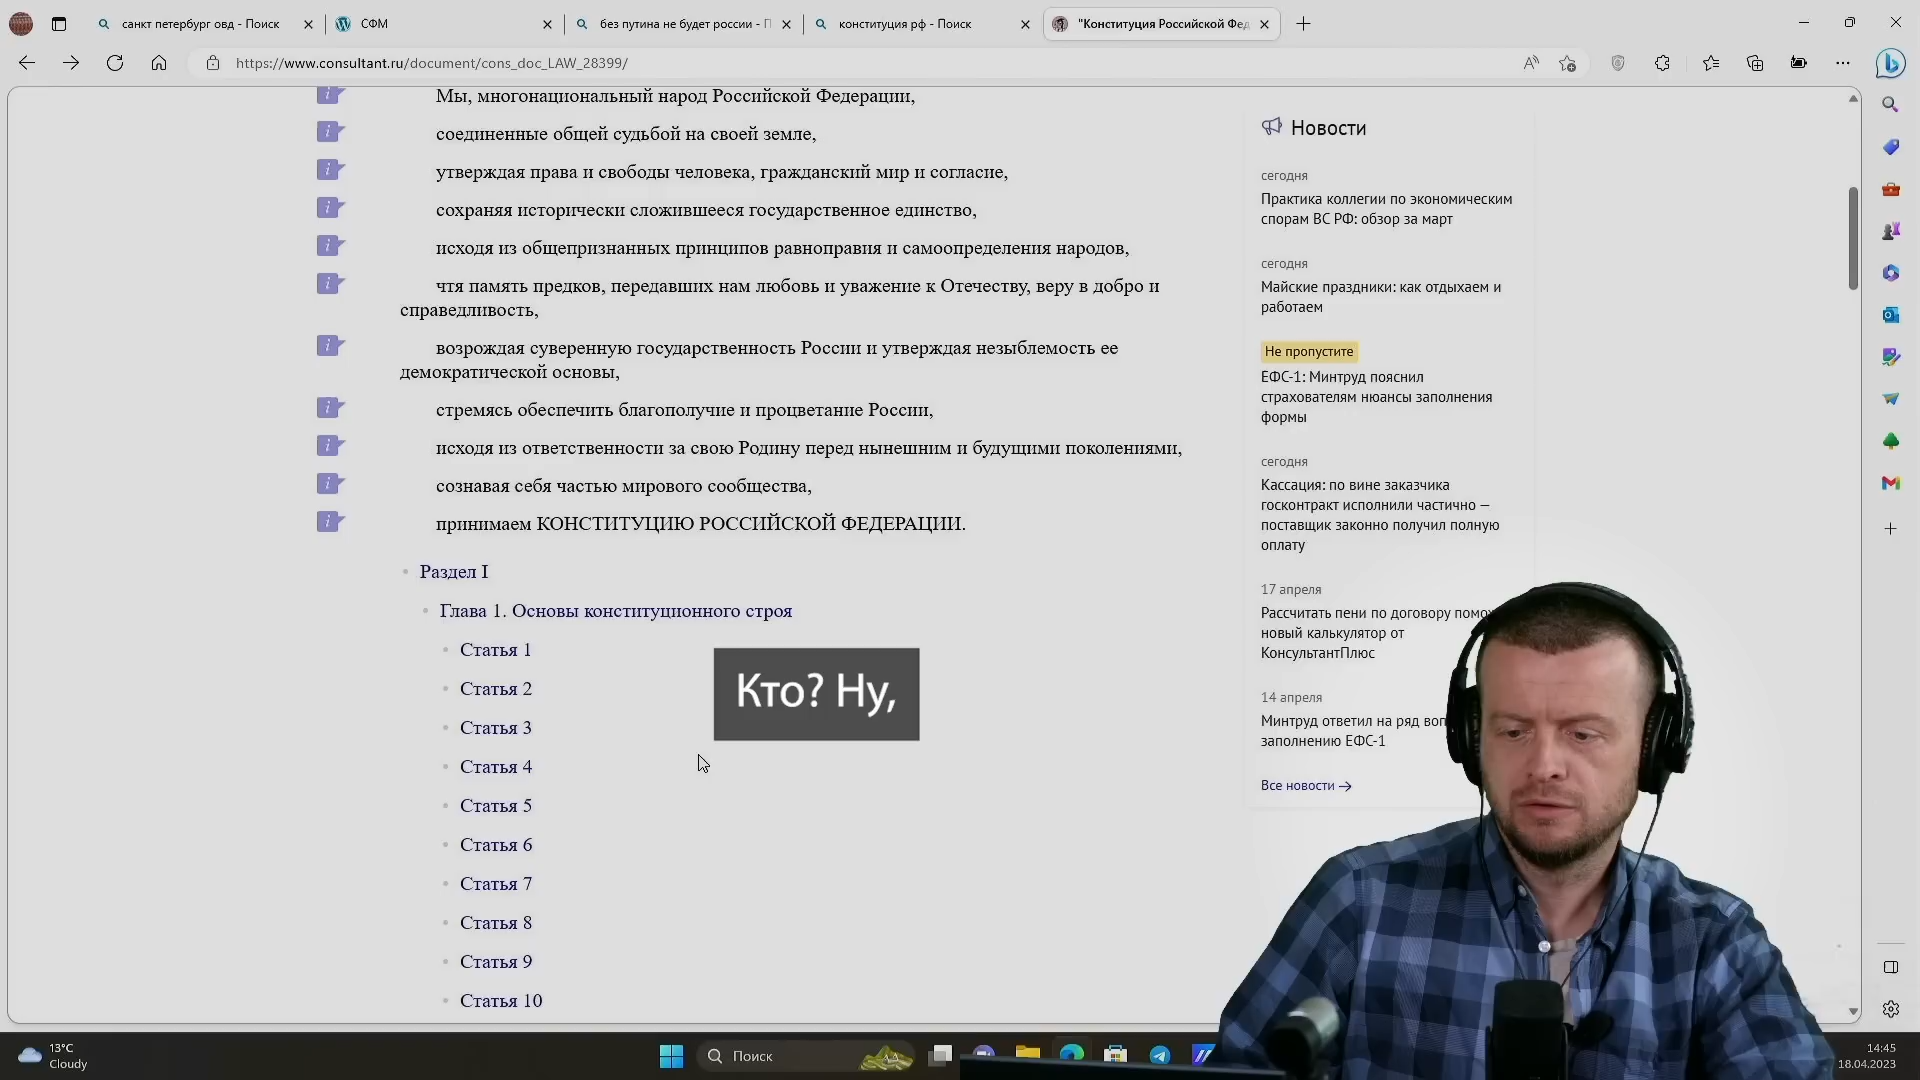 санкт петербург овд - Поиск
СФМ
без путина не будет россии - П
конституция рф - Поиск
"Конституция Российской Фед
https://www.consultant.ru/document/cons_doc_LAW_28399/
Мы, многонациональный народ Российской Федерации,
соединенные общей судьбой на своей земле,
утверждая права и свободы человека, гражданский мир и согласие,
сохраняя исторически сложившееся государственное единство,
исходя из общепризнанных принципов равноправия и самоопределения народов,
чтя память предков, передавших нам любовь и уважение к Отечеству, веру в добро и
справедливость,
возрождая суверенную государственность России и утверждая незыблемость ее
демократической основы,
стремясь обеспечить благополучие и процветание России,
исходя из ответственности за свою Родину перед нынешним и будущими поколениями,
сознавая себя частью мирового сообщества,
принимаем КОНСТИТУЦИЮ РОССИЙСКОЙ ФЕДЕРАЦИИ.
Раздел I
Глава 1. Основы конституционного строя
Статья 1
Статья 2
Статья 3
Статья 4
Статья 5
Статья 6
Статья 7
Статья 8
Статья 9
Статья 10
Кто? Ну,
Новости
сегодня
Практика коллегии по экономическим
спорам ВС РФ: обзор за март
сегодня
Майские праздники: как отдыхаем и
работаем
Не пропустите
ЕФС-1: Минтруд пояснил
страхователям нюансы заполнения
формы
сегодня
Кассация: по вине заказчика
госконтракт исполнили частично –
поставщик законно получил полную
оплату
17 апреля
Рассчитать пени по договору помож
новый калькулятор от
КонсультантПлюс
14 апреля
Минтруд ответил на ряд воп
заполнению ЕФС-1
Все новости
13°C
Cloudy
Поиск
14:45
18.04.2023